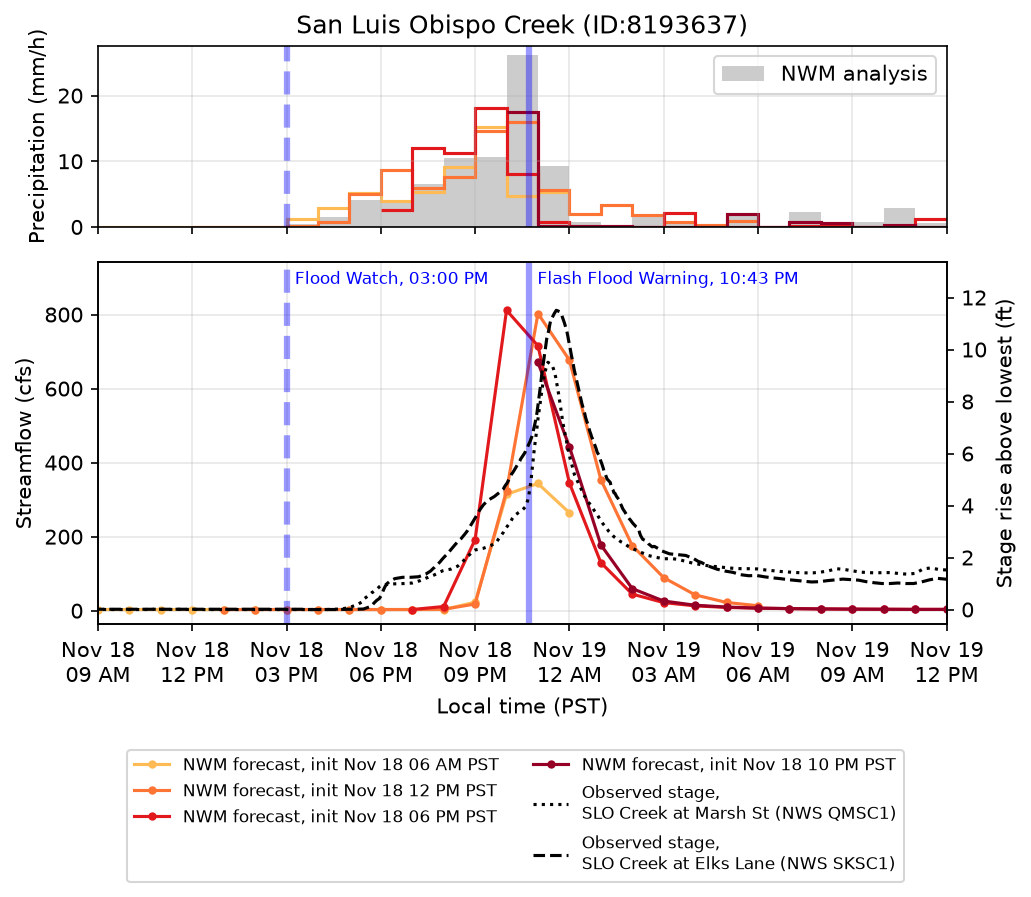 San Luis Obispo Creek (ID:8193637)
Precipitation (mm/h)
20
10
0
NWM analysis
Flood Watch, 03:00 PM
Flash Flood Warning, 10:43 PM
Streamflow (cfs)
800
600
400
200
0
Stage rise above lowest (ft)
12
10
8
6
4
2
0
Nov 18 Nov 18 Nov 18 Nov 18 Nov 18 Nov 19 Nov 19 Nov 19 Nov 19 Nov 19
09 AM 12 PM 03 PM 06 PM 09 PM 12 AM 03 AM 06 AM 09 AM 12 PM
Local time (PST)
NWM forecast, init Nov 18 06 AM PST
NWM forecast, init Nov 18 12 PM PST
NWM forecast, init Nov 18 06 PM PST
NWM forecast, init Nov 18 10 PM PST
Observed stage,
SLO Creek at Marsh St (NWS QMSC1)
Observed stage,
SLO Creek at Elks Lane (NWS SKSC1)